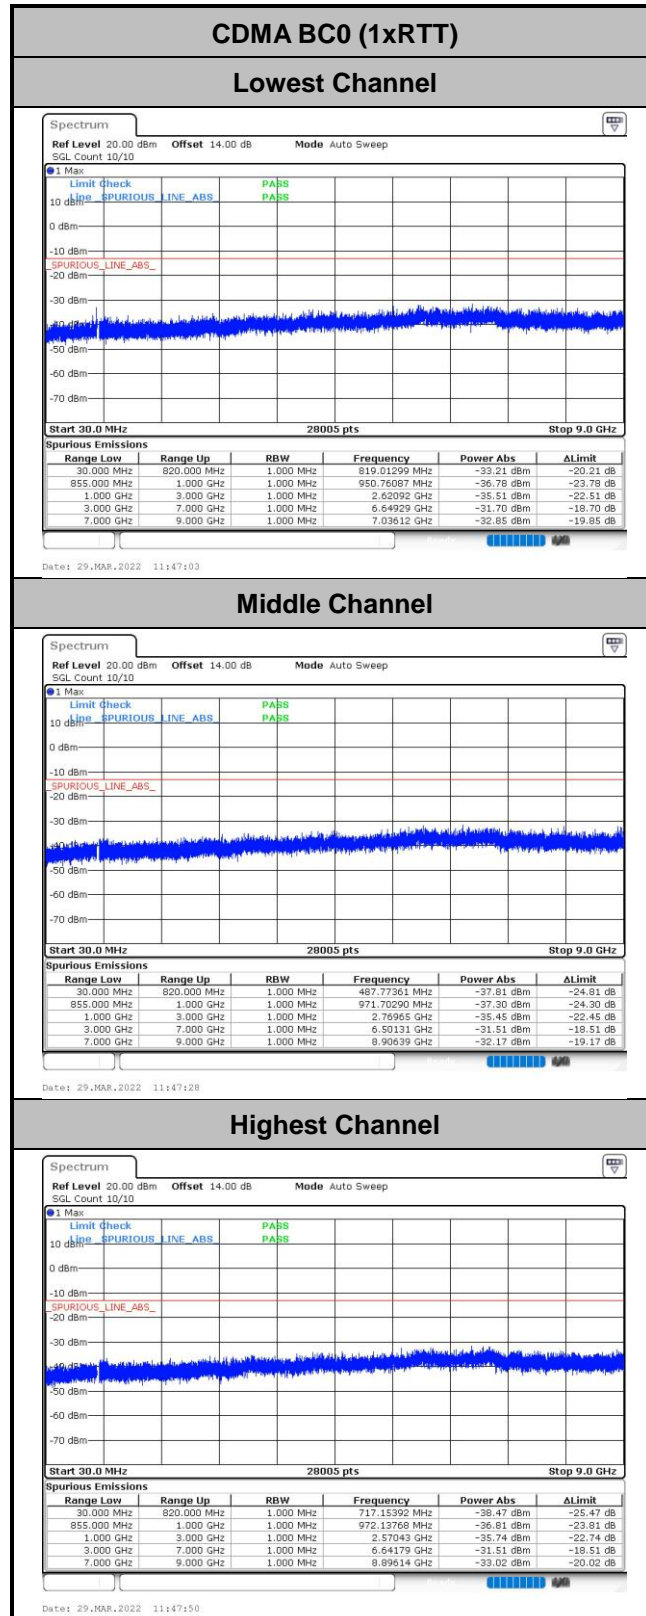 CDMA BC0 (1xRTT)
Lowest Channel
Spectrum
Ref Level 20.00 dBm Offset 14.00 dB Mode Auto Sweep
SGL Count 10/10
1 Max
Limit Check PASS
Line _SPURIOUS_LINE_ABS_ PASS
10 dBm
0 dBm
-10 dBm
_SPURIOUS_LINE_ABS_
-20 dBm
-30 dBm
-40 dBm
-50 dBm
-60 dBm
-70 dBm
Start 30.0 MHz 28005 pts Stop 9.0 GHz
Spurious Emissions
Range Low Range Up RBW Frequency Power Abs ΔLimit
30.000 MHz 820.000 MHz 1.000 MHz 819.01299 MHz -33.21 dBm -20.21 dB
855.000 MHz 1.000 GHz 1.000 MHz 950.76087 MHz -36.78 dBm -23.78 dB
1.000 GHz 3.000 GHz 1.000 MHz 2.62092 GHz -35.51 dBm -22.51 dB
3.000 GHz 7.000 GHz 1.000 MHz 6.64929 GHz -31.70 dBm -18.70 dB
7.000 GHz 9.000 GHz 1.000 MHz 7.03612 GHz -32.85 dBm -19.85 dB
Date: 29.MAR.2022 11:47:03
Middle Channel
Spectrum
Ref Level 20.00 dBm Offset 14.00 dB Mode Auto Sweep
SGL Count 10/10
1 Max
Limit Check PASS
Line _SPURIOUS_LINE_ABS_ PASS
10 dBm
0 dBm
-10 dBm
_SPURIOUS_LINE_ABS_
-20 dBm
-30 dBm
-40 dBm
-50 dBm
-60 dBm
-70 dBm
Start 30.0 MHz 28005 pts Stop 9.0 GHz
Spurious Emissions
Range Low Range Up RBW Frequency Power Abs ΔLimit
30.000 MHz 820.000 MHz 1.000 MHz 487.77361 MHz -37.81 dBm -24.81 dB
855.000 MHz 1.000 GHz 1.000 MHz 971.70290 MHz -37.30 dBm -24.30 dB
1.000 GHz 3.000 GHz 1.000 MHz 2.76965 GHz -35.45 dBm -22.45 dB
3.000 GHz 7.000 GHz 1.000 MHz 6.50131 GHz -31.51 dBm -18.51 dB
7.000 GHz 9.000 GHz 1.000 MHz 8.90639 GHz -32.17 dBm -19.17 dB
Date: 29.MAR.2022 11:47:28
Highest Channel
Spectrum
Ref Level 20.00 dBm Offset 14.00 dB Mode Auto Sweep
SGL Count 10/10
1 Max
Limit Check PASS
Line _SPURIOUS_LINE_ABS_ PASS
10 dBm
0 dBm
-10 dBm
_SPURIOUS_LINE_ABS_
-20 dBm
-30 dBm
-40 dBm
-50 dBm
-60 dBm
-70 dBm
Start 30.0 MHz 28005 pts Stop 9.0 GHz
Spurious Emissions
Range Low Range Up RBW Frequency Power Abs ΔLimit
30.000 MHz 820.000 MHz 1.000 MHz 717.15392 MHz -38.47 dBm -25.47 dB
855.000 MHz 1.000 GHz 1.000 MHz 972.13768 MHz -36.81 dBm -23.81 dB
1.000 GHz 3.000 GHz 1.000 MHz 2.57043 GHz -35.74 dBm -22.74 dB
3.000 GHz 7.000 GHz 1.000 MHz 6.64179 GHz -31.51 dBm -18.51 dB
7.000 GHz 9.000 GHz 1.000 MHz 8.89614 GHz -33.02 dBm -20.02 dB
Date: 29.MAR.2022 11:47:50